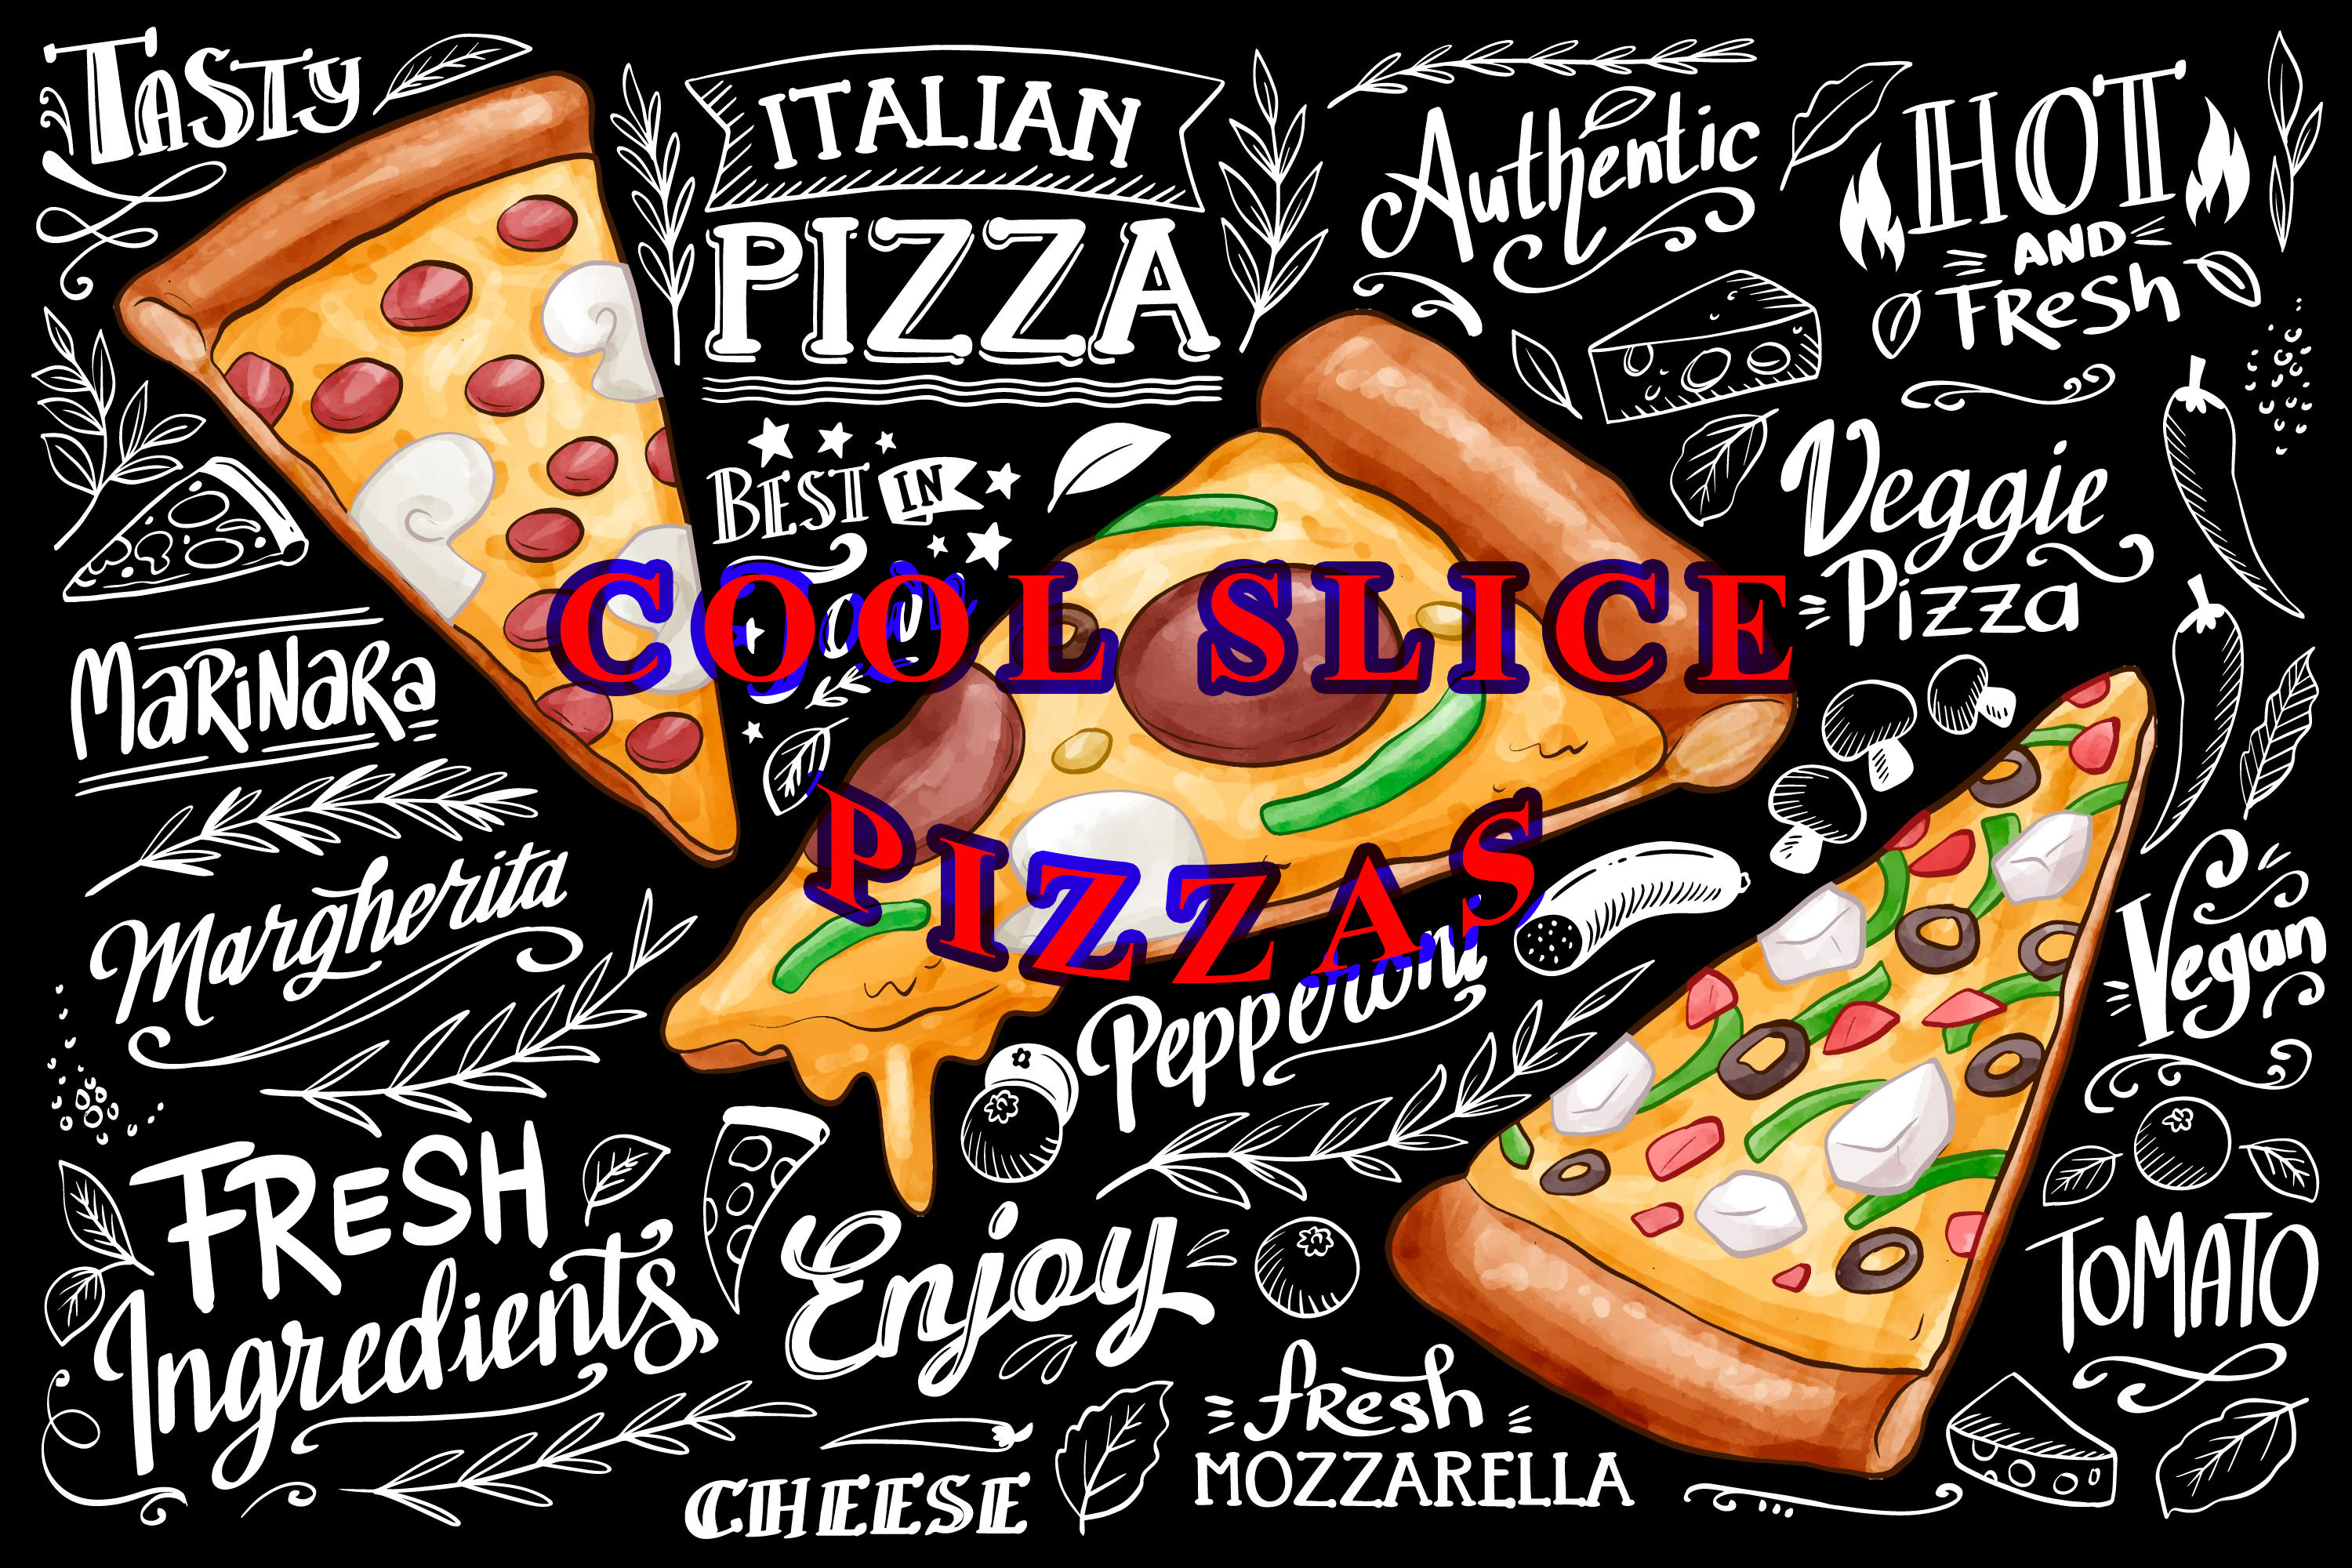 TASTY
ITALIAN
PIZZA
Authentic
HOT
AND
FReSh
BEST IN
Veggie
Pizza
COOL SLICE
MaRiNaRa
PIZZAS
Margherita
Pepperoni
Vegan
FRESH
Ingredients
Enjoy
TOMATO
fResh
MOZZARELLA
CHEESE